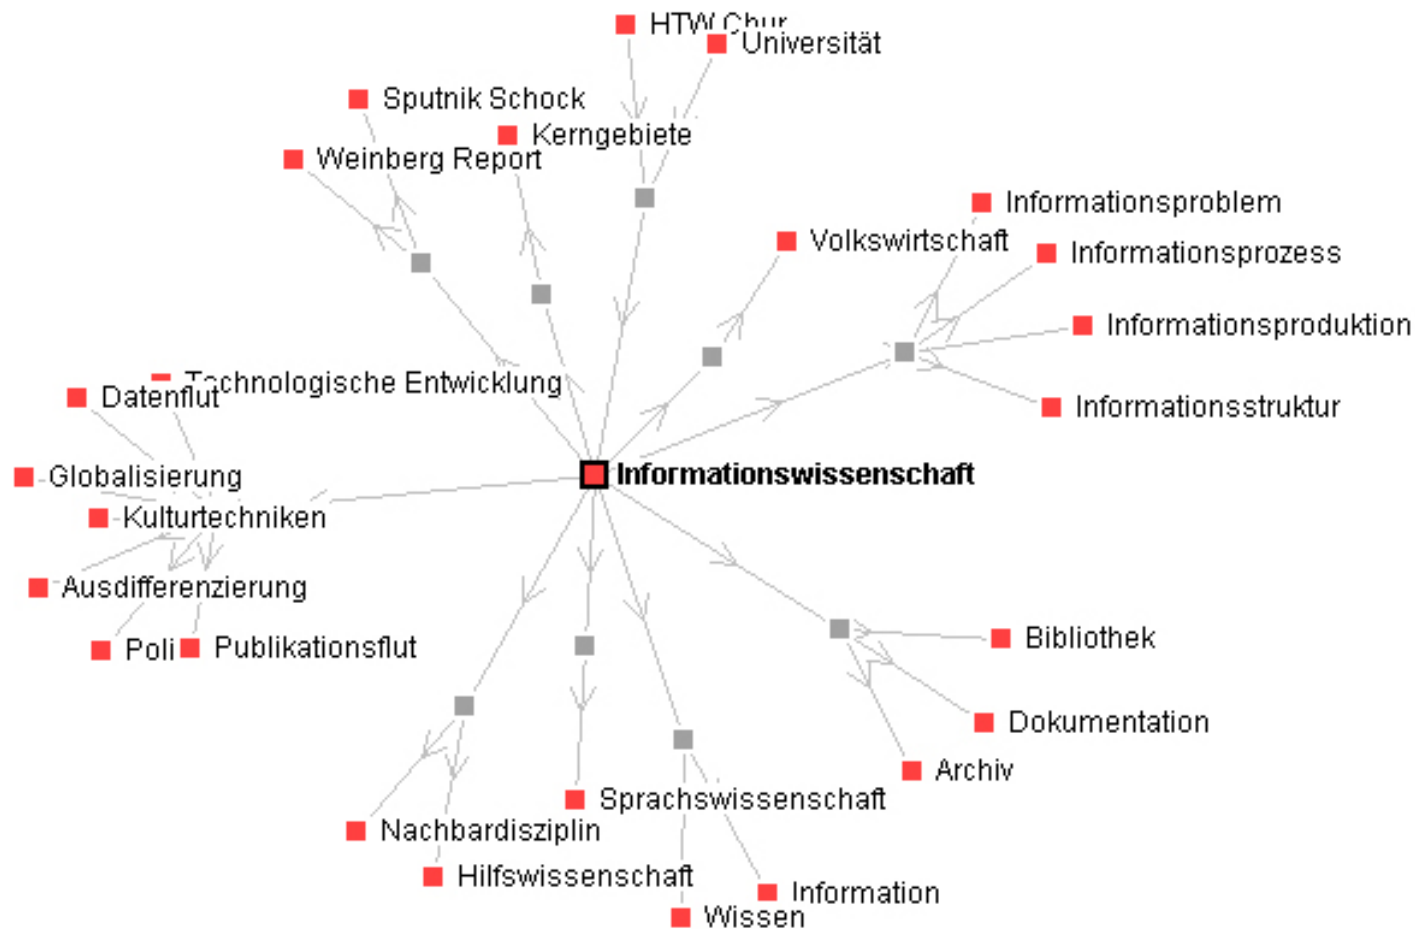 HTW Chur
Universität
Sputnik Schock
Kerngebiete
Weinberg Report
Informationsproblem
Volkswirtschaft
Informationsprozess
Informationsproduktion
Technologische Entwicklung
Datenflut
Informationsstruktur
Informationswissenschaft
Globalisierung
Kulturtechniken
Ausdifferenzierung
Poli
Publikationsflut
Bibliothek
Dokumentation
Archiv
Sprachswissenschaft
Nachbardisziplin
Hilfswissenschaft
Information
Wissen